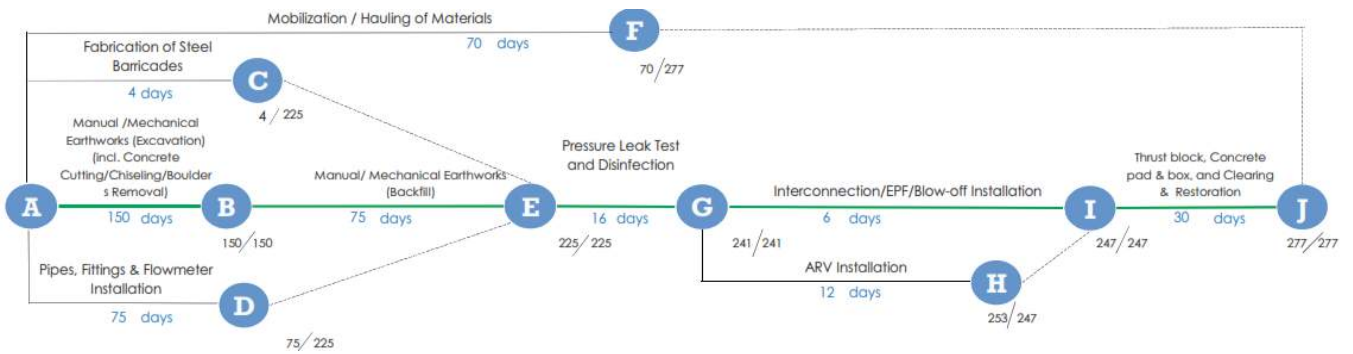 Mobilization / Hauling of Materials
F
70 days
70/277
Fabrication of Steel
Barricades
C
4 days
4/225
Manual /Mechanical
Earthworks (Excavation)
(incl. Concrete
Cutting/Chiseling/Boulder
s Removal)
A
150 days
B
150/150
Manual/ Mechanical Earthworks
(Backfill)
75 days
E
225/225
Pressure Leak Test
and Disinfection
16 days
G
241/241
Interconnection/EPF/Blow-off Installation
6 days
I
247/247
Thrust block, Concrete
pad & box, and Clearing
& Restoration
30 days
J
277/277
Pipes, Fittings & Flowmeter
Installation
75 days
D
75/225
ARV Installation
12 days
H
253/247